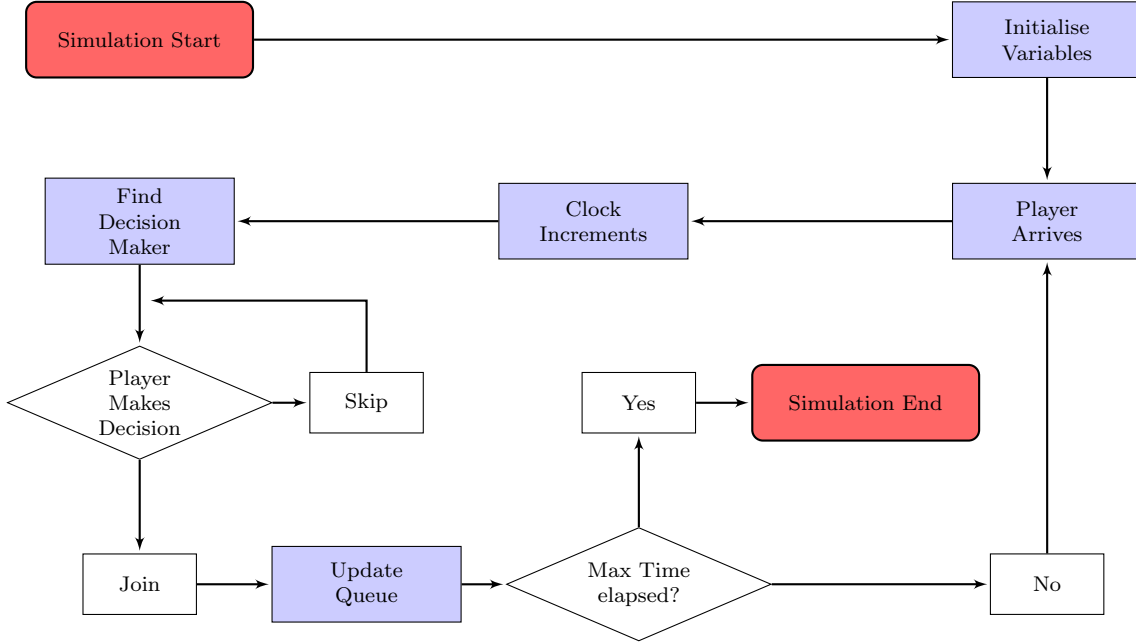 Simulation Start
Initialise
Variables
Find
Decision
Maker
Clock
Increments
Player
Arrives
Player
Makes
Decision
Skip
Yes
Simulation End
Join
Update
Queue
Max Time
elapsed?
No